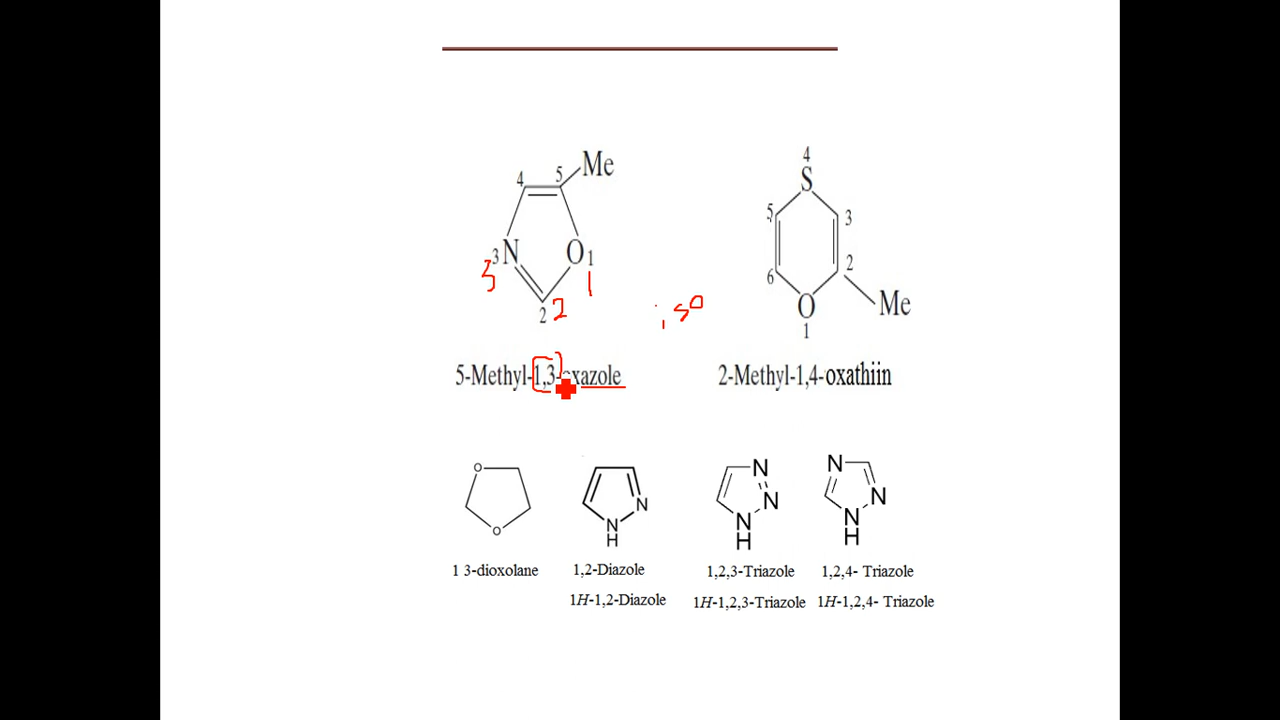 4
5
Me
3
N
O
1
3
1
2
2
iso
5-Methyl-1,3-oxazole
4
S
5
3
6
2
O
Me
1
2-Methyl-1,4-oxathiin
O
O
1 3-dioxolane
N
N
H
1,2-Diazole
1H-1,2-Diazole
N
N
N
H
1,2,3-Triazole
1H-1,2,3-Triazole
N
N
N
H
1,2,4- Triazole
1H-1,2,4- Triazole